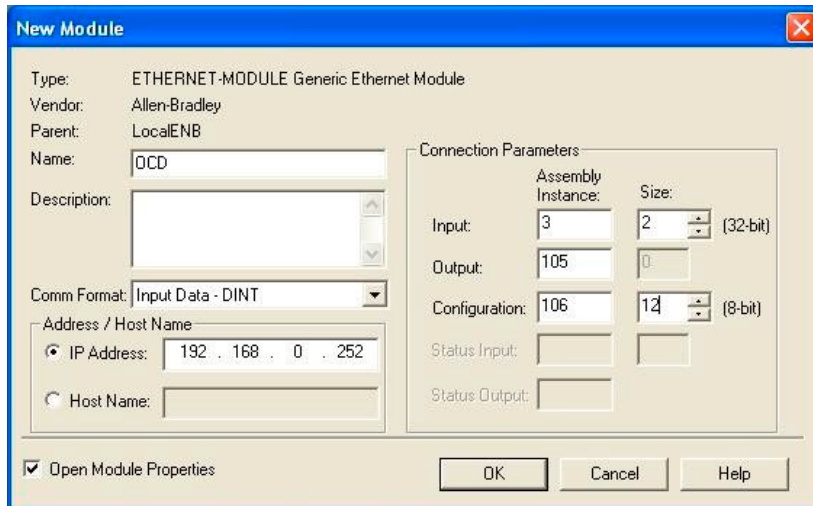 New Module
Type: ETHERNET-MODULE Generic Ethernet Module
Vendor: Allen-Bradley
Parent: LocalENB
Name: OCD
Description:
Comm Format: Input Data - DINT
Address / Host Name
IP Address: 192 . 168 . 0 . 252
Host Name:
Connection Parameters
Assembly
Instance: Size:
Input: 3 2 (32-bit)
Output: 105 0
Configuration: 106 12 (8-bit)
Status Input:
Status Output:
Open Module Properties
OK Cancel Help